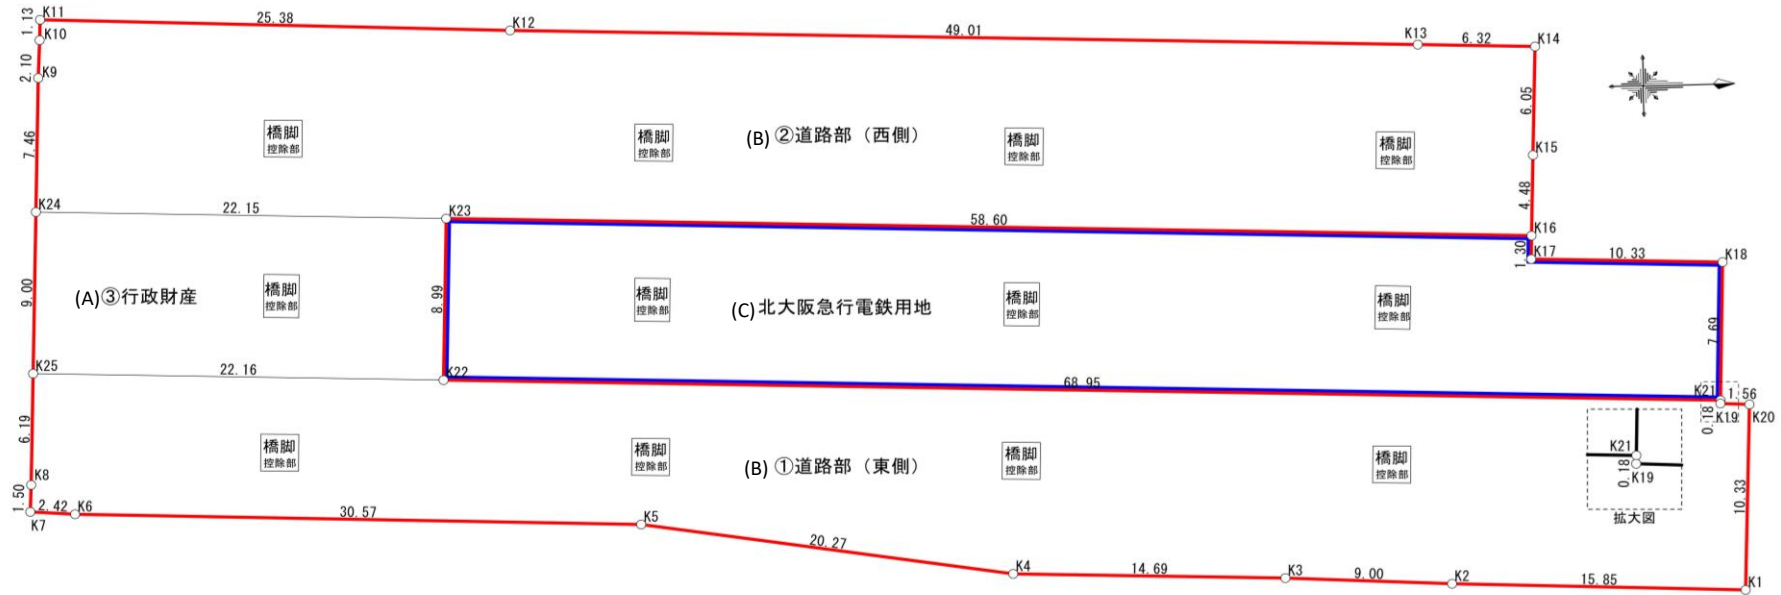 K11
25.38
K12
49.01
K13
6.32
K14
1.13
K10
2.10
K9
7.46
6.05
K15
4.48
橋脚
控除部
橋脚
控除部
(B) ②道路部（西側）
橋脚
控除部
橋脚
控除部
K24
22.15
K23
58.60
K16
1.30
K17
10.33
K18
9.00
(A)③行政財産
橋脚
控除部
8.99
橋脚
控除部
(C) 北大阪急行電鉄用地
橋脚
控除部
橋脚
控除部
7.69
K25
22.16
K22
68.95
K21
1.56
K19
K20
0.18
6.19
橋脚
控除部
橋脚
控除部
(B) ①道路部（東側）
橋脚
控除部
橋脚
控除部
K21
0.18
K19
拡大図
10.33
K8
1.50
K7
2.42
K6
30.57
K5
20.27
K4
14.69
K3
9.00
K2
15.85
K1